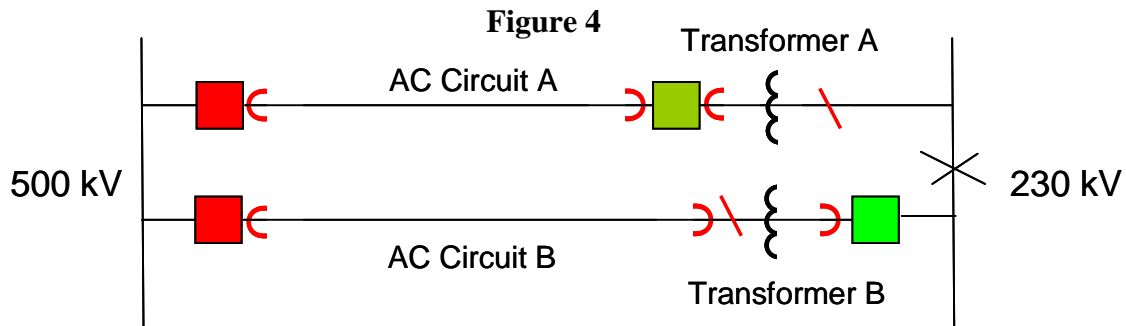 Figure 4
Transformer A
AC Circuit A
500 kV
230 kV
AC Circuit B
Transformer B